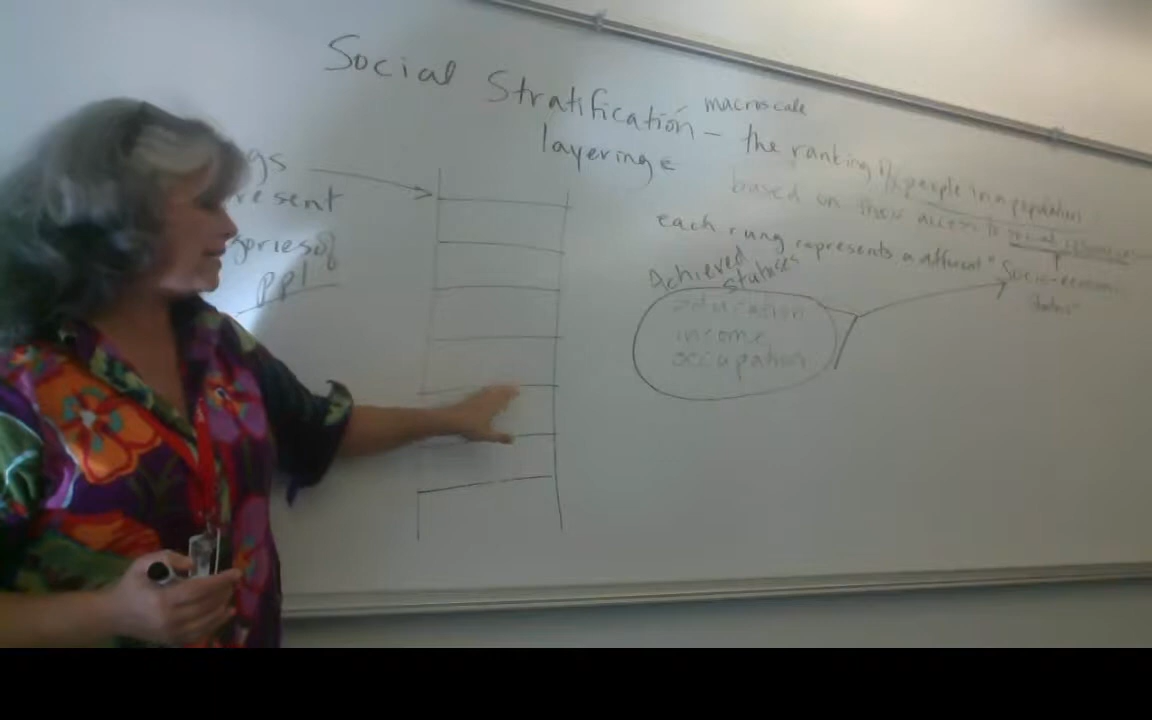 Social Stratification – macroscale
layering
the ranking of people in a population
based on their access to
each rung represents a different "Socio-economic
status"
Achieved
statuses
education
income
occupation
gs
resent
gories of
ppl